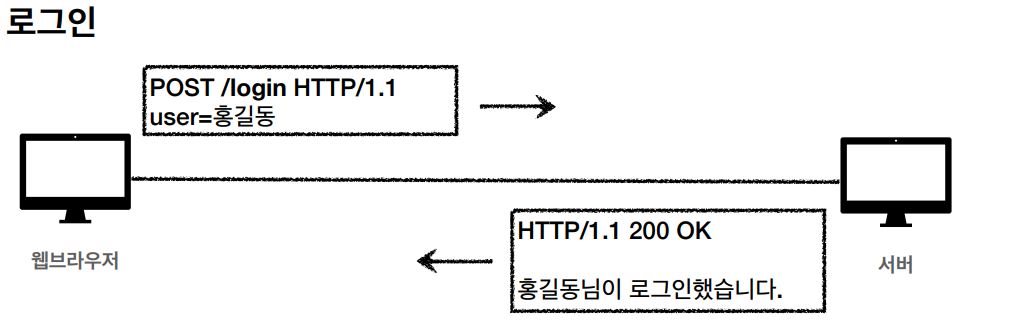 로그인
POST /login HTTP/1.1
user=홍길동
웹브라우저
서버
HTTP/1.1 200 OK
홍길동님이 로그인했습니다.